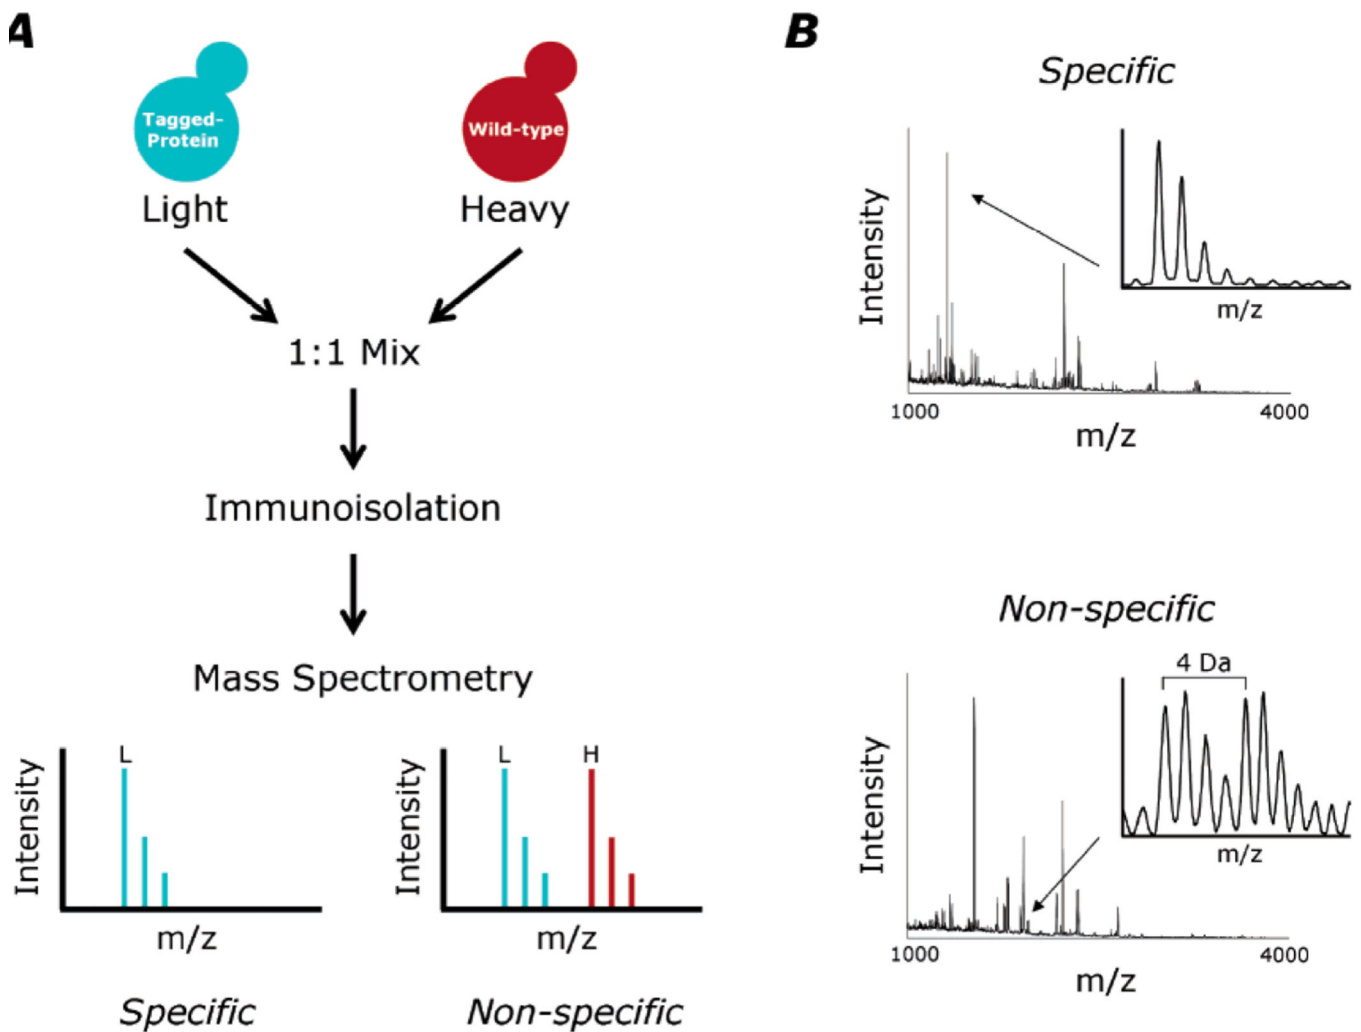 A
Tagged-
Protein
Wild-type
Light
Heavy
1:1 Mix
Immunoisolation
Mass Spectrometry
L
Intensity
m/z
Specific
L
H
Intensity
m/z
Non-specific
B
Specific
Intensity
m/z
1000
4000
m/z
Non-specific
4 Da
Intensity
m/z
1000
4000
m/z